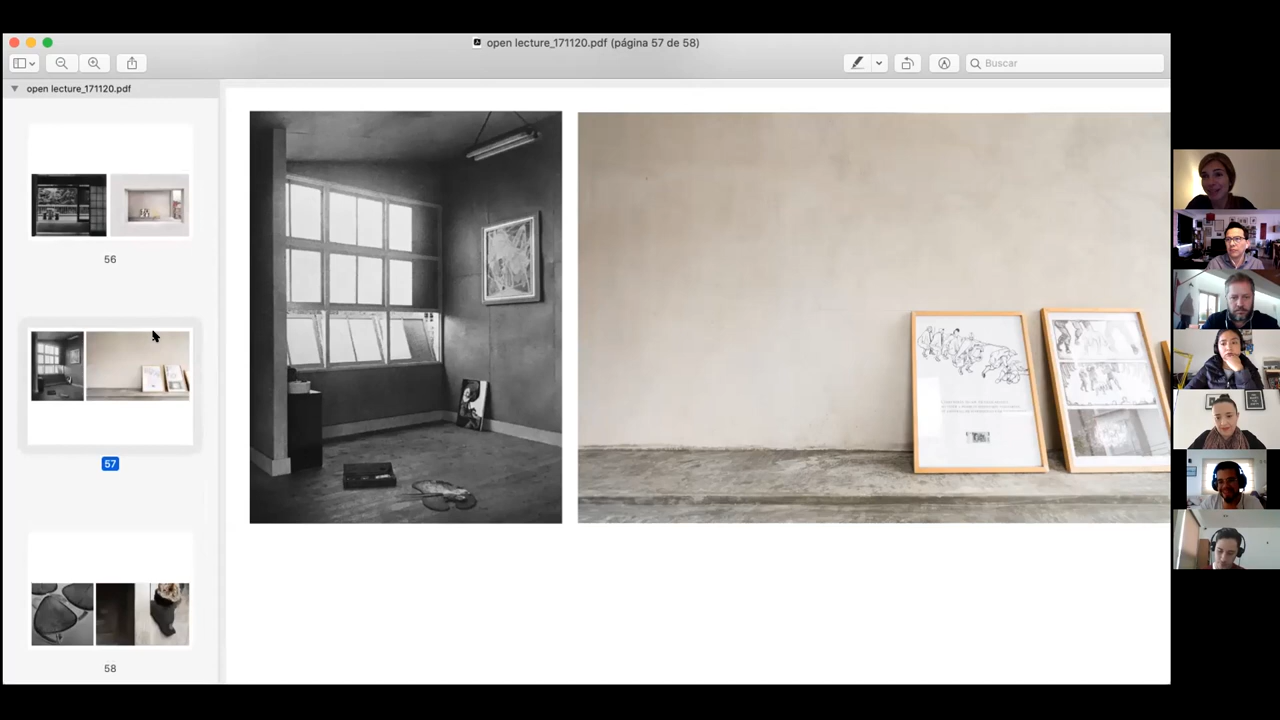 open lecture_171120.pdf (página 57 de 58)
Buscar
open lecture_171120.pdf
56
57
58